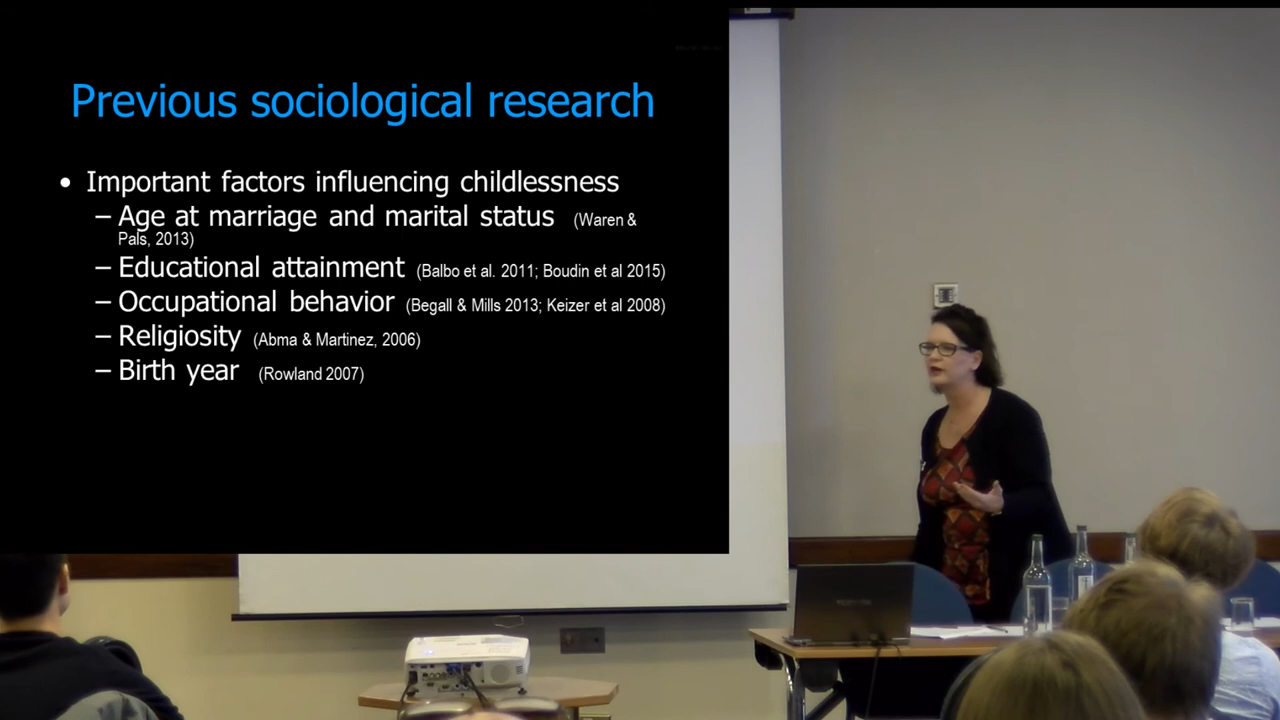 Previous sociological research
• Important factors influencing childlessness
– Age at marriage and marital status (Waren &
Pals, 2013)
– Educational attainment (Balbo et al. 2011; Boudin et al 2015)
– Occupational behavior (Begall & Mills 2013; Keizer et al 2008)
– Religiosity (Abma & Martinez, 2006)
– Birth year (Rowland 2007)